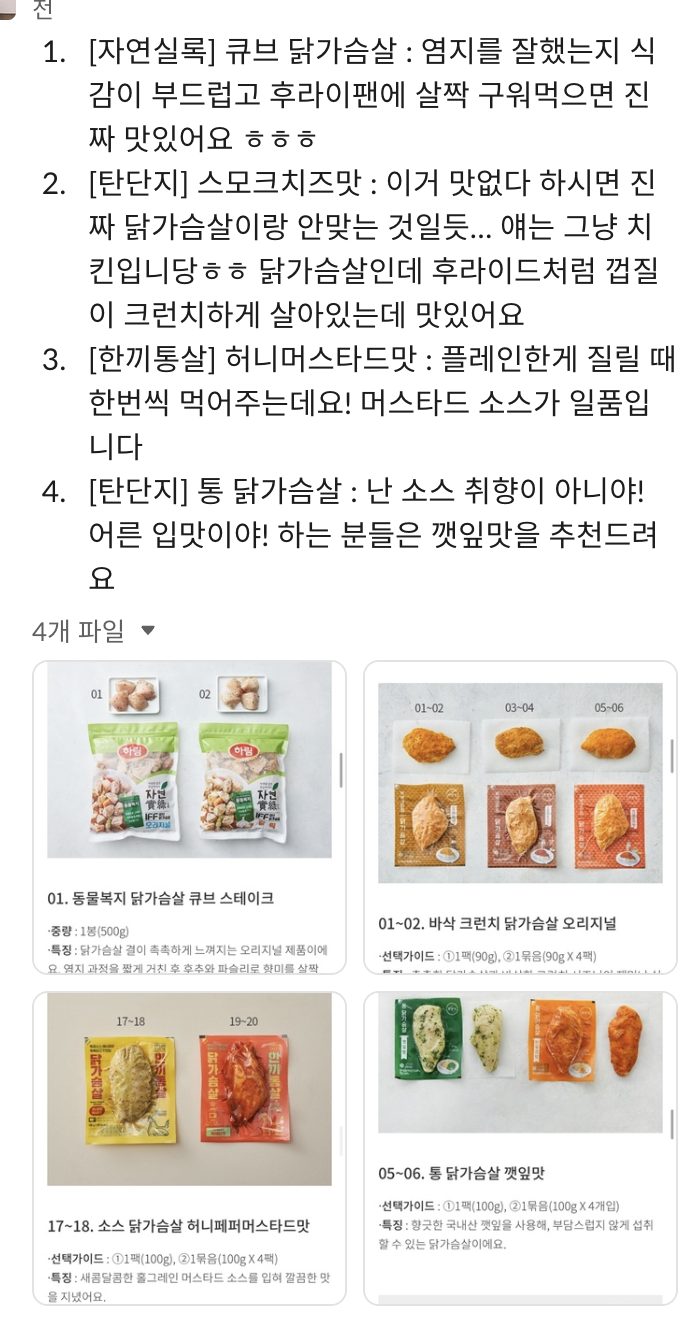 1. [자연실록] 큐브 닭가슴살 : 염지를 잘했는지 식
감이 부드럽고 후라이팬에 살짝 구워먹으면 진
짜 맛있어요 ㅎㅎㅎ
2. [탄단지] 스모크치즈맛 : 이거 맛없다 하시면 진
짜 닭가슴살이랑 안맞는 것일듯... 얘는 그냥 치
킨입니당ㅎㅎ 닭가슴살인데 후라이드처럼 껍질
이 크런치하게 살아있는데 맛있어요
3. [한끼통살] 허니머스타드맛 : 플레인한게 질릴 때
한번씩 먹어주는데요! 머스타드 소스가 일품입
니다
4. [탄단지] 통 닭가슴살 : 난 소스 취향이 아니야!
어른 입맛이야! 하는 분들은 깻잎맛을 추천드려
요
4개 파일
01 02
하림 하림
자연 자연
實綠 實綠
IFF IFF
오리지널
01. 동물복지 닭가슴살 큐브 스테이크
·중량 : 1봉(500g)
·특징 : 닭가슴살 결이 촉촉하게 느껴지는 오리지널 제품이에
요. 염지 과정을 짧게 거친 후 후추와 파슬리로 향미를 살짝
01~02 03~04 05~06
01~02. 바삭 크런치 닭가슴살 오리지널
·선택가이드 : ①1팩(90g), ②1묶음(90g X 4팩)
17~18 19~20
닭가슴살 한끼통살 닭가슴살 한끼통살
17~18. 소스 닭가슴살 허니페퍼머스타드맛
·선택가이드 : ①1팩(100g), ②1묶음(100g X 4팩)
·특징 : 새콤달콤한 홀그레인 머스타드 소스를 입혀 깔끔한 맛
을 지녔어요.
05~06. 통 닭가슴살 깻잎맛
·선택가이드 : ①1팩(100g), ②1묶음(100g X 4개입)
·특징 : 향긋한 국내산 깻잎을 사용해, 부담스럽지 않게 섭취
할 수 있는 닭가슴살이에요.